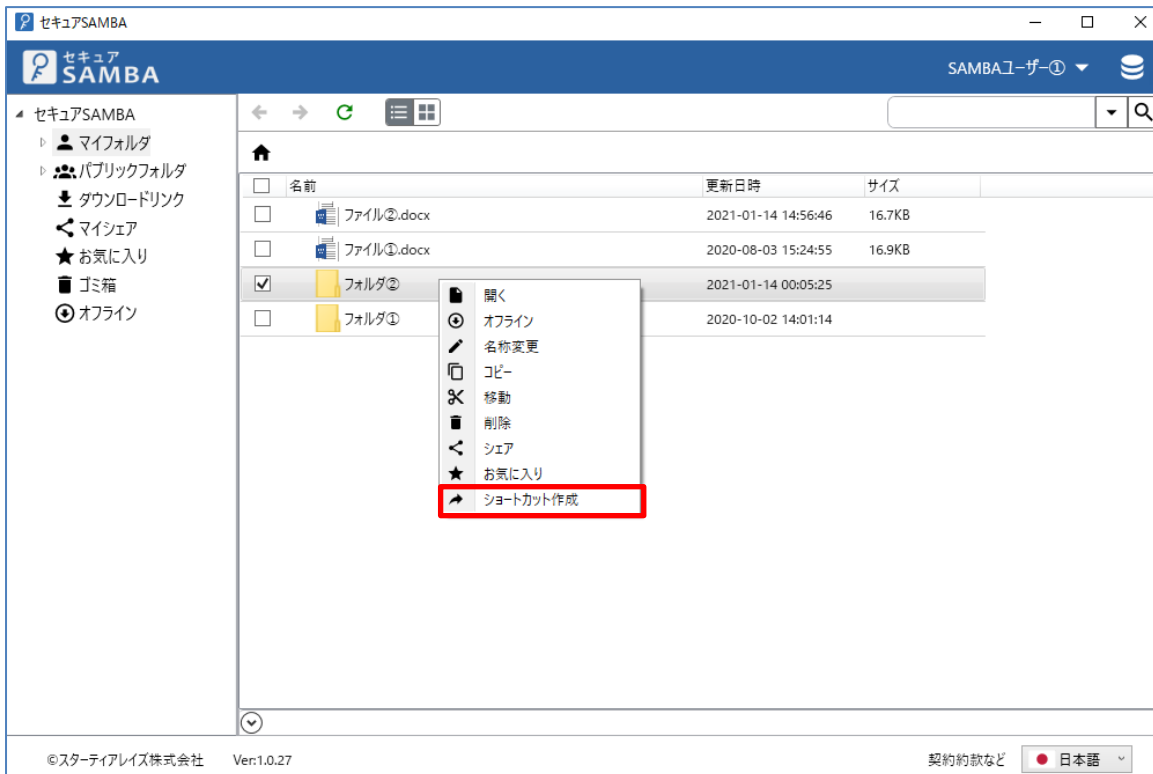 セキュアSAMBA
セキュア
SAMBA
SAMBAユーザー①
セキュアSAMBA
マイフォルダ
パブリックフォルダ
ダウンロードリンク
マイシェア
お気に入り
ゴミ箱
オフライン
名前 更新日時 サイズ
ファイル②.docx 2021-01-14 14:56:46 16.7KB
ファイル①.docx 2020-08-03 15:24:55 16.9KB
フォルダ② 2021-01-14 00:05:25
フォルダ① 2020-10-02 14:01:14
開く
オフライン
名称変更
コピー
移動
削除
シェア
お気に入り
ショートカット作成
©スターティアレイズ株式会社 Ver:1.0.27 契約約款など 日本語